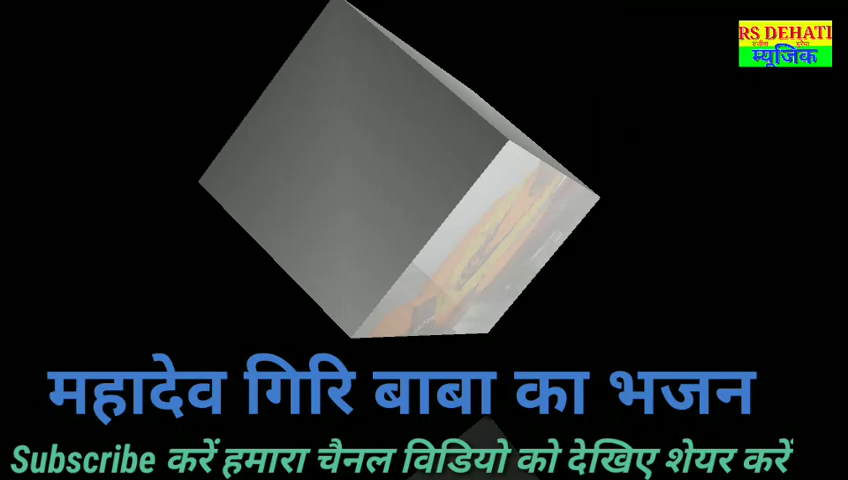 RS DEHATI
म्यूजिक
महादेव गिरि बाबा का भजन
Subscribe करें हमारा चैनल विडियो को देखिए शेयर करें